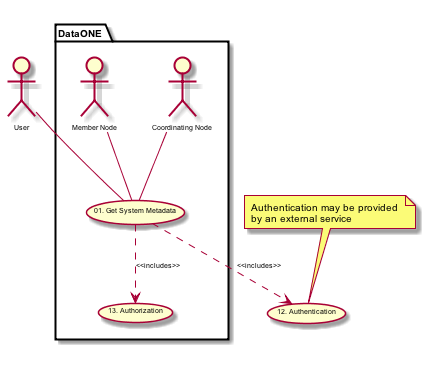 DataONE
User
Member Node
Coordinating Node
01. Get System Metadata
Authentication may be provided
by an external service
<<includes>>
<<includes>>
13. Authorization
12. Authentication